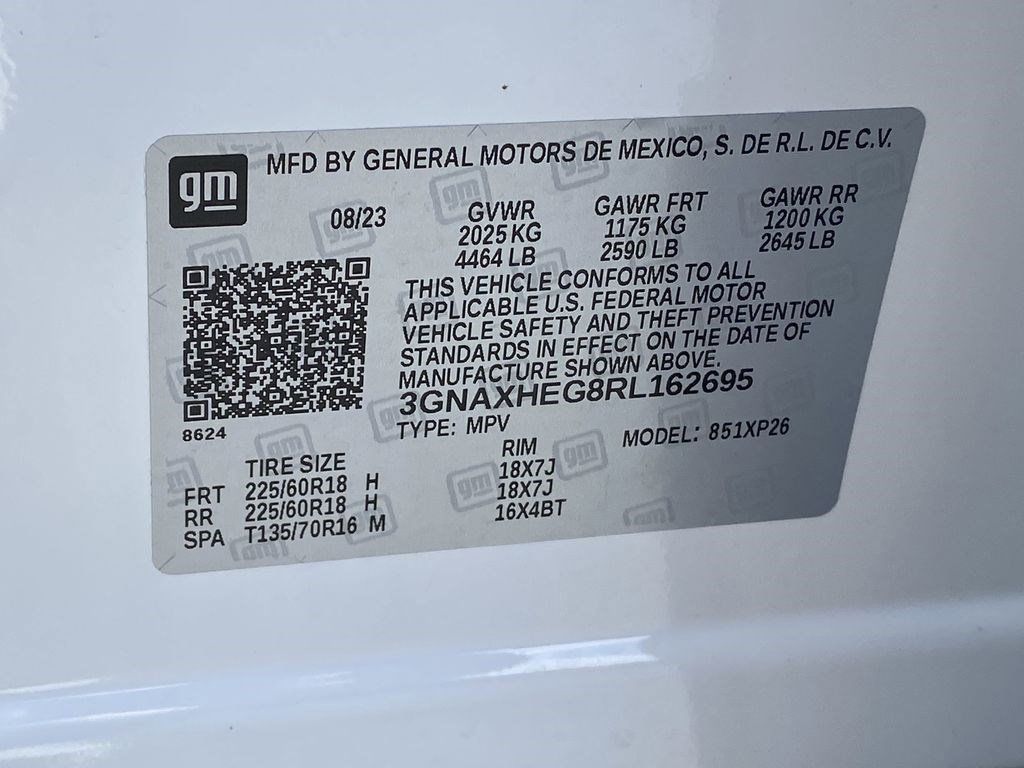 gm MFD BY GENERAL MOTORS DE MEXICO, S. DE R.L. DE C.V.
08/23 GVWR GAWR FRT GAWR RR
2025 KG 1175 KG 1200 KG
4464 LB 2590 LB 2645 LB
THIS VEHICLE CONFORMS TO ALL
APPLICABLE U.S. FEDERAL MOTOR
VEHICLE SAFETY AND THEFT PREVENTION
STANDARDS IN EFFECT ON THE DATE OF
MANUFACTURE SHOWN ABOVE.
3GNAXHEG8RL162695
8624
TYPE: MPV MODEL: 851XP26
TIRE SIZE RIM
FRT 225/60R18 H 18X7J
RR 225/60R18 H 18X7J
SPA T135/70R16 M 16X4BT